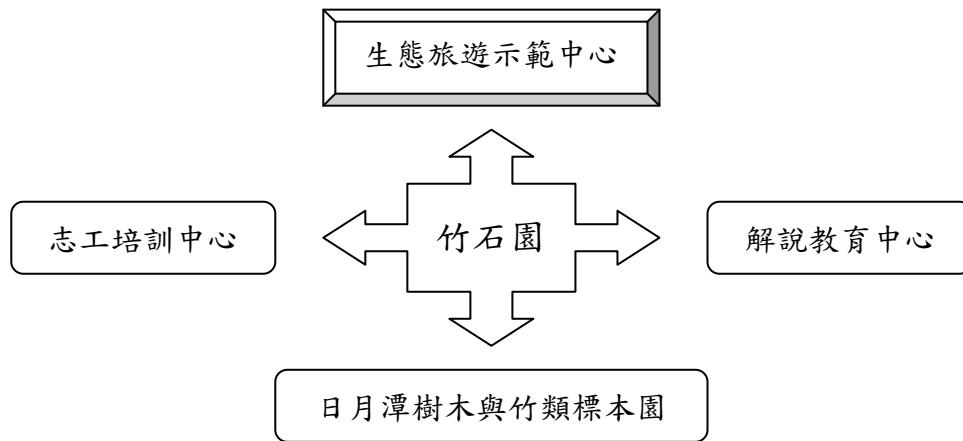 生態旅遊示範中心
志工培訓中心
竹石園
解說教育中心
日月潭樹木與竹類標本園